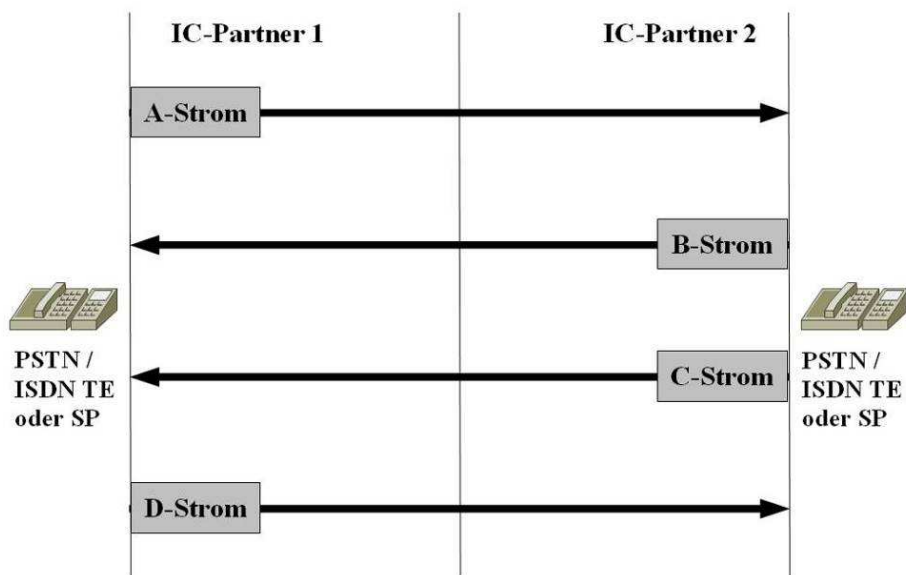 IC-Partner 1
IC-Partner 2
A-Strom
B-Strom
C-Strom
D-Strom
PSTN /
ISDN TE
oder SP
PSTN /
ISDN TE
oder SP